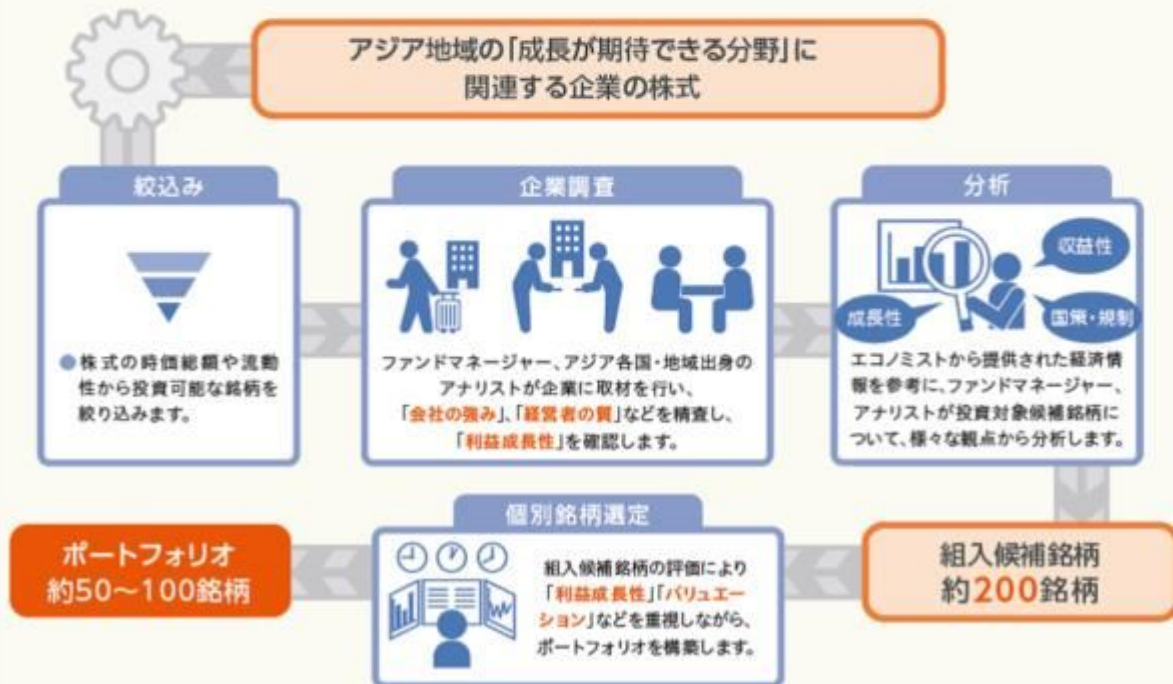 アジア地域の「成長が期待できる分野」に
関連する企業の株式
絞込み
●株式の時価総額や流動
性から投資可能な銘柄を
絞り込みます。
企業調査
ファンドマネージャー、アジア各国・地域出身の
アナリストが企業に取材を行い、
「会社の強み」、「経営者の質」などを精査し、
「利益成長性」を確認します。
分析
収益性
成長性
国策・規制
エコノミストから提供された経済情
報を参考に、ファンドマネージャー、
アナリストが投資対象候補銘柄に
ついて、様々な観点から分析します。
組入候補銘柄
約200銘柄
個別銘柄選定
組入候補銘柄の評価により
「利益成長性」「バリュエー
ション」などを重視しながら、
ポートフォリオを構築します。
ポートフォリオ
約50～100銘柄